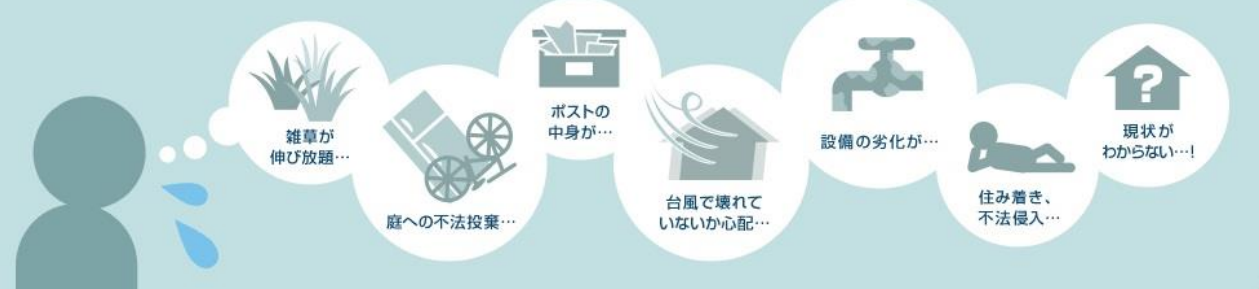 雑草が
伸び放題…
庭への不法投棄…
ポストの
中身が…
台風で壊れて
いないか心配…
設備の劣化が…
住み着き、
不法侵入…
?
現状が
わからない…!